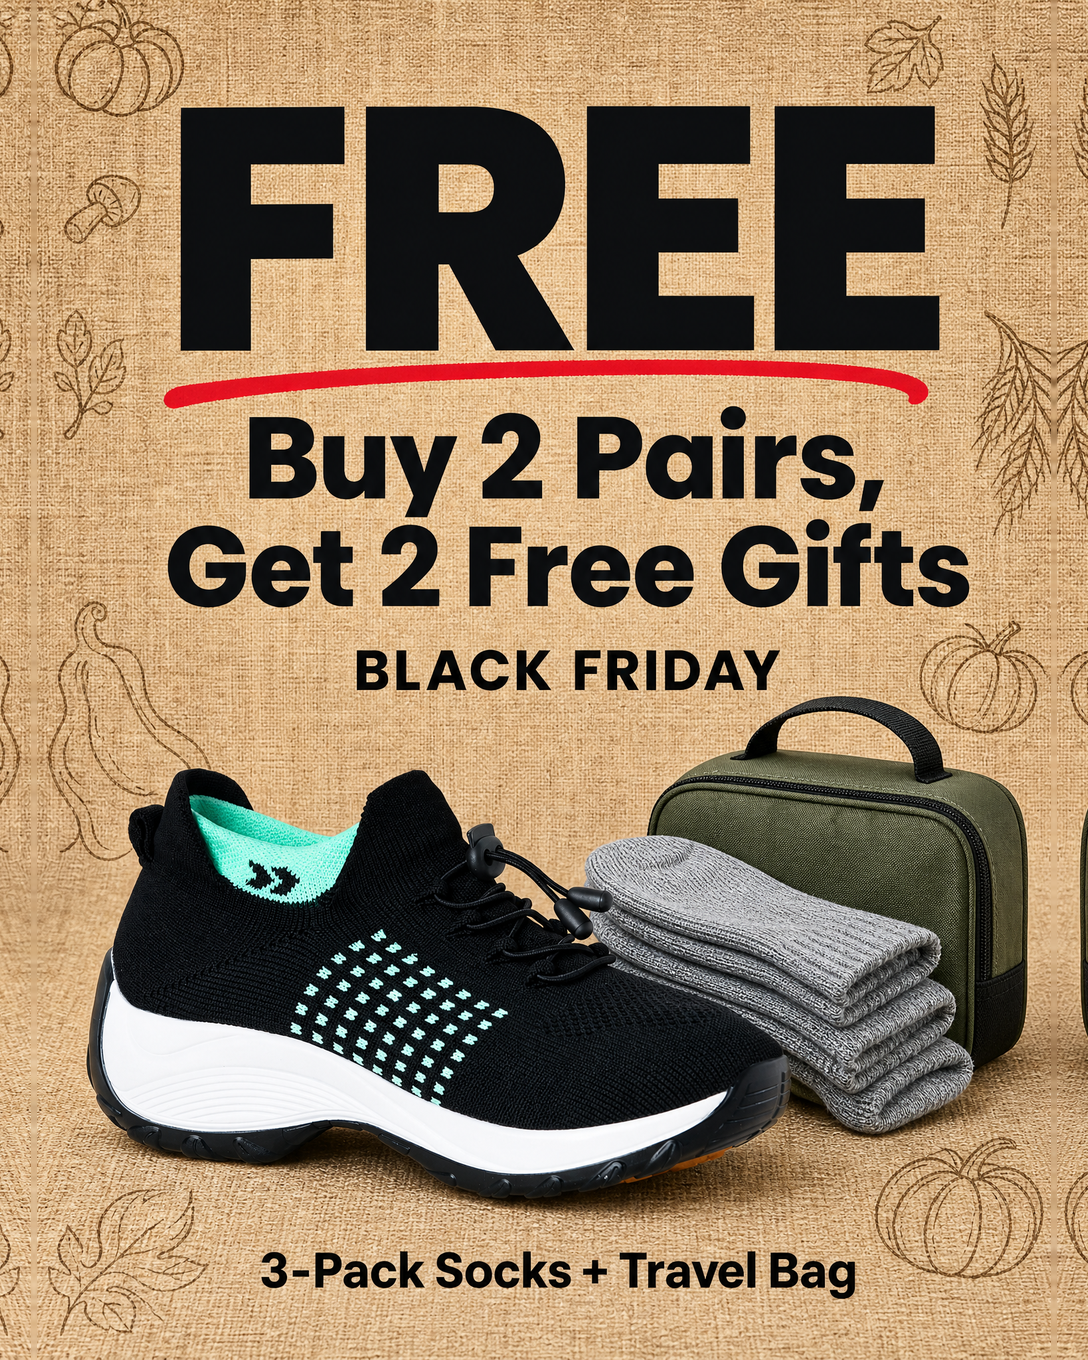 FREE
Buy 2 Pairs,
Get 2 Free Gifts
BLACK FRIDAY
3-Pack Socks + Travel Bag